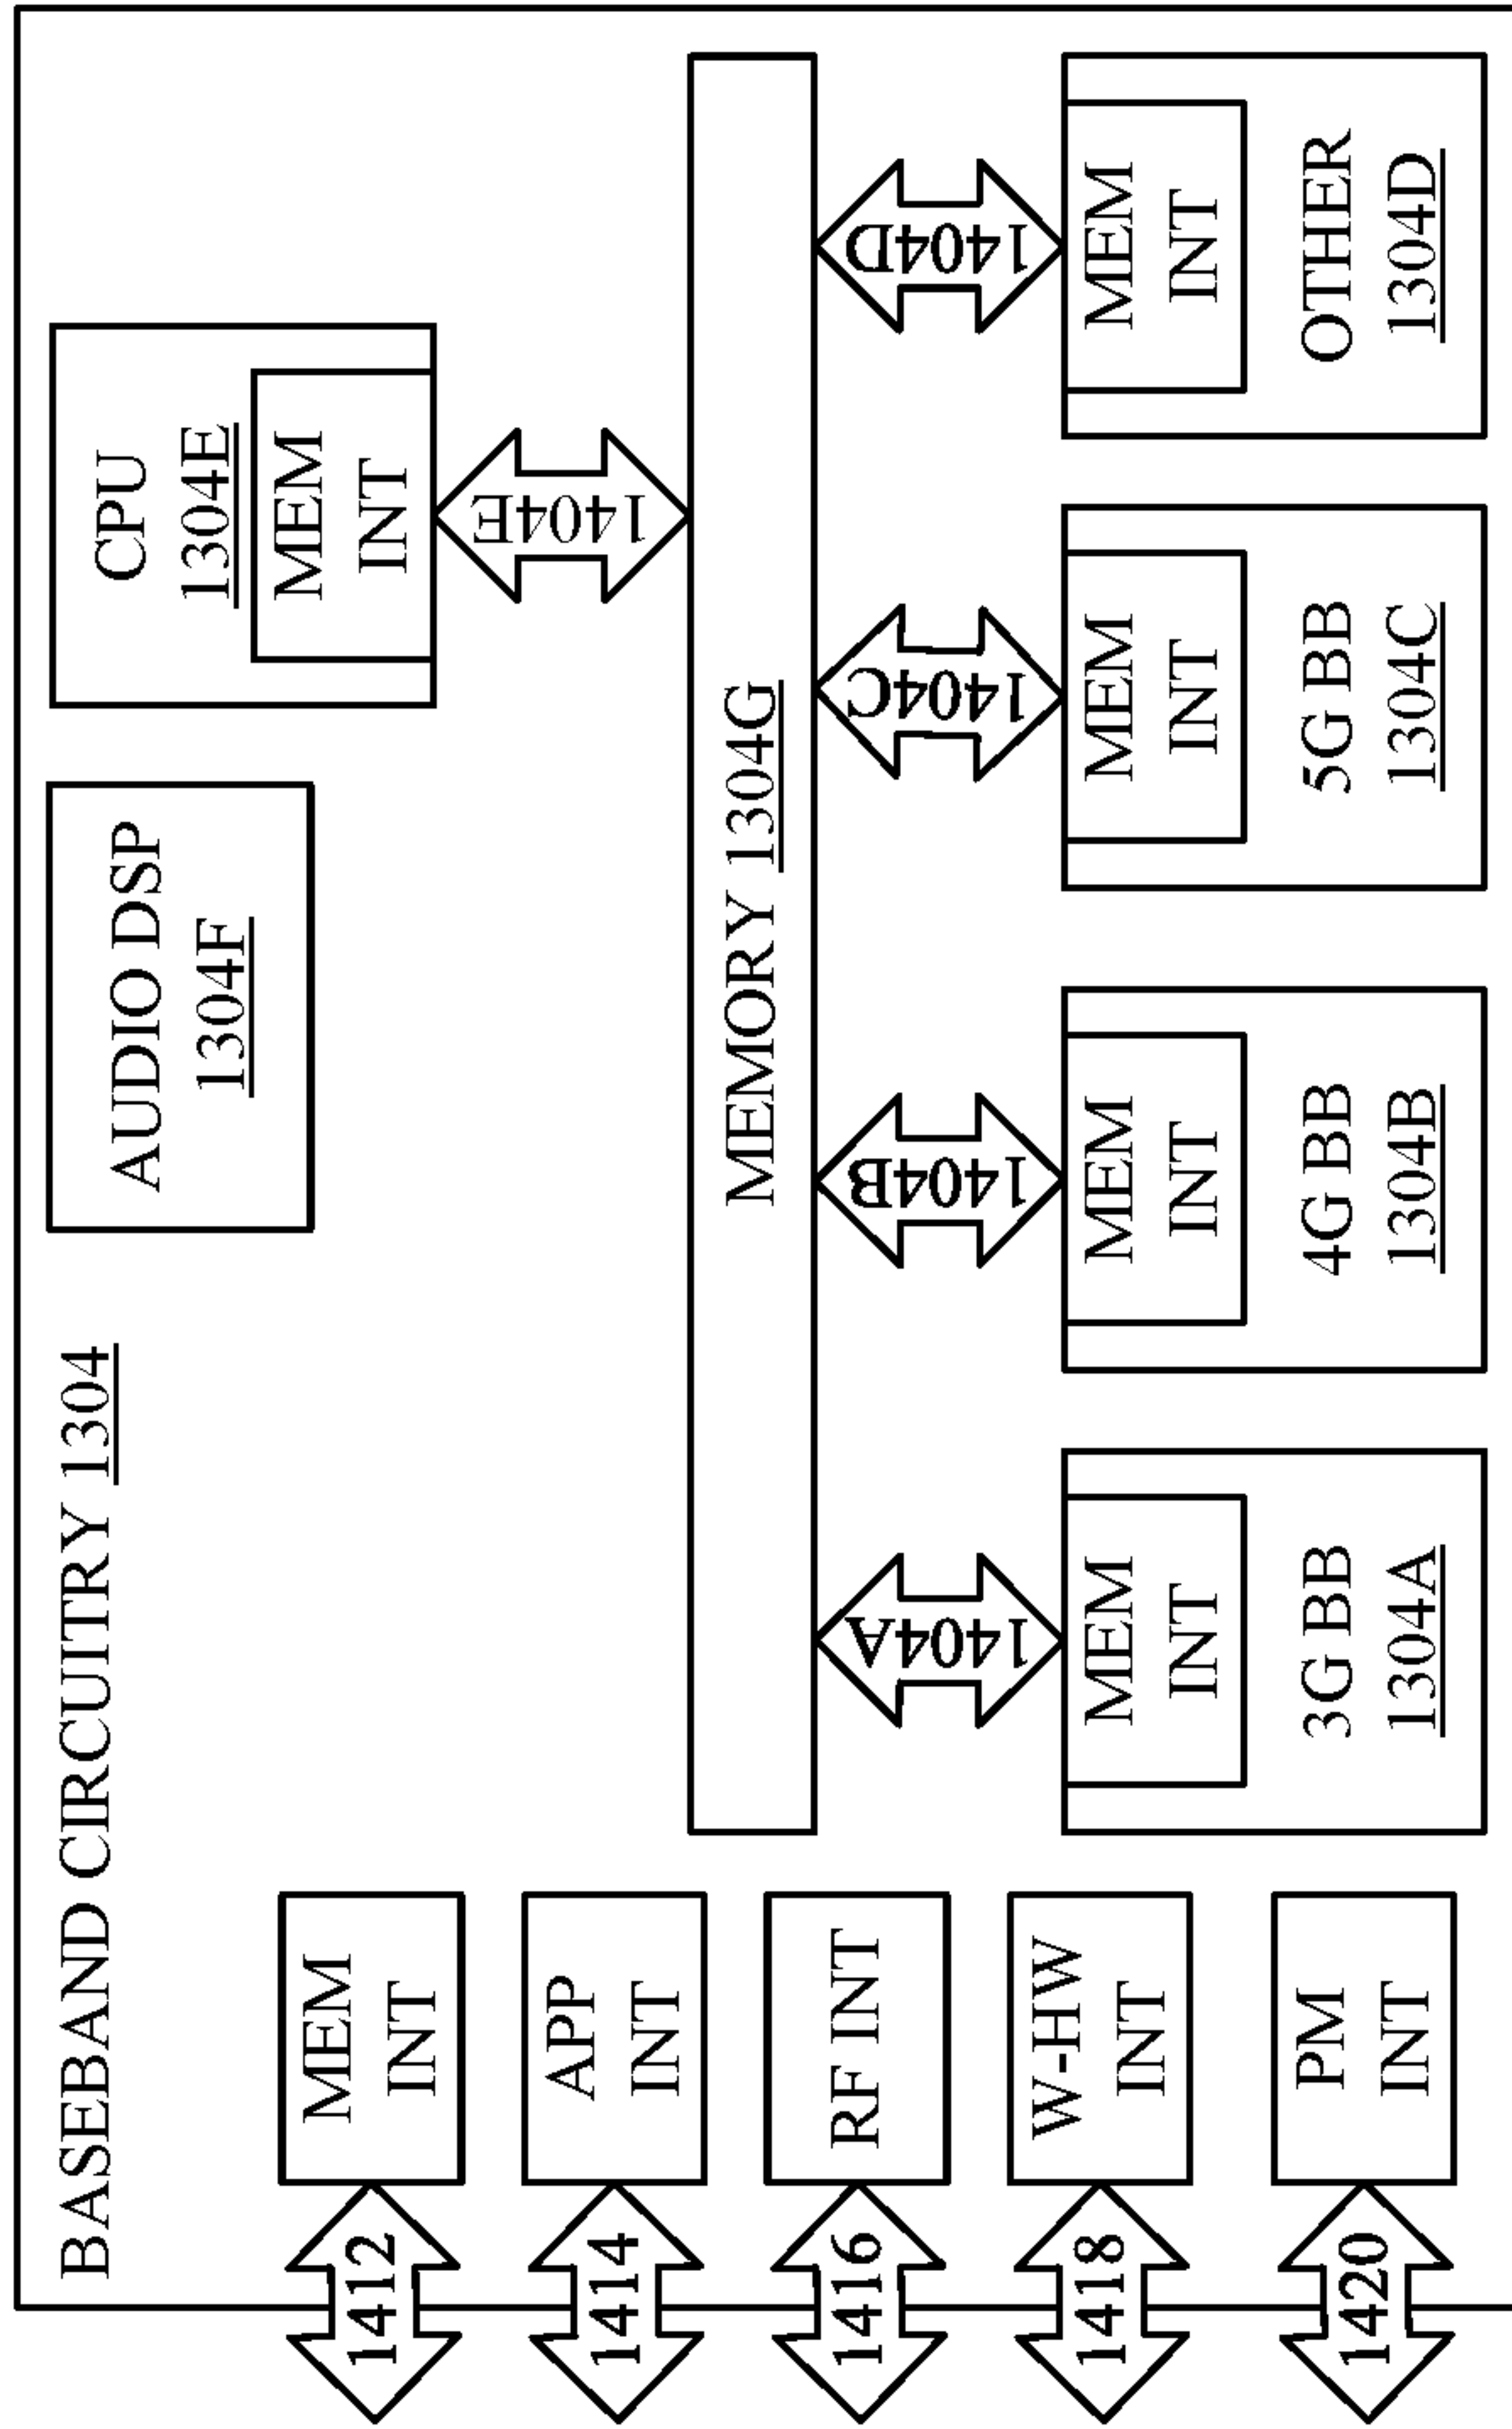 BASEBAND CIRCUITRY 1304
AUDIO DSP
1304F
CPU
1304E
MEM
INT
1404E
MEMORY 1304G
1412
MEM
INT
1414
APP
INT
1416
RF INT
1418
W-HW
INT
1420
PM
INT
1404A
1404B
1404C
1404D
MEM
INT
3G BB
1304A
MEM
INT
4G BB
1304B
MEM
INT
5G BB
1304C
MEM
INT
OTHER
1304D